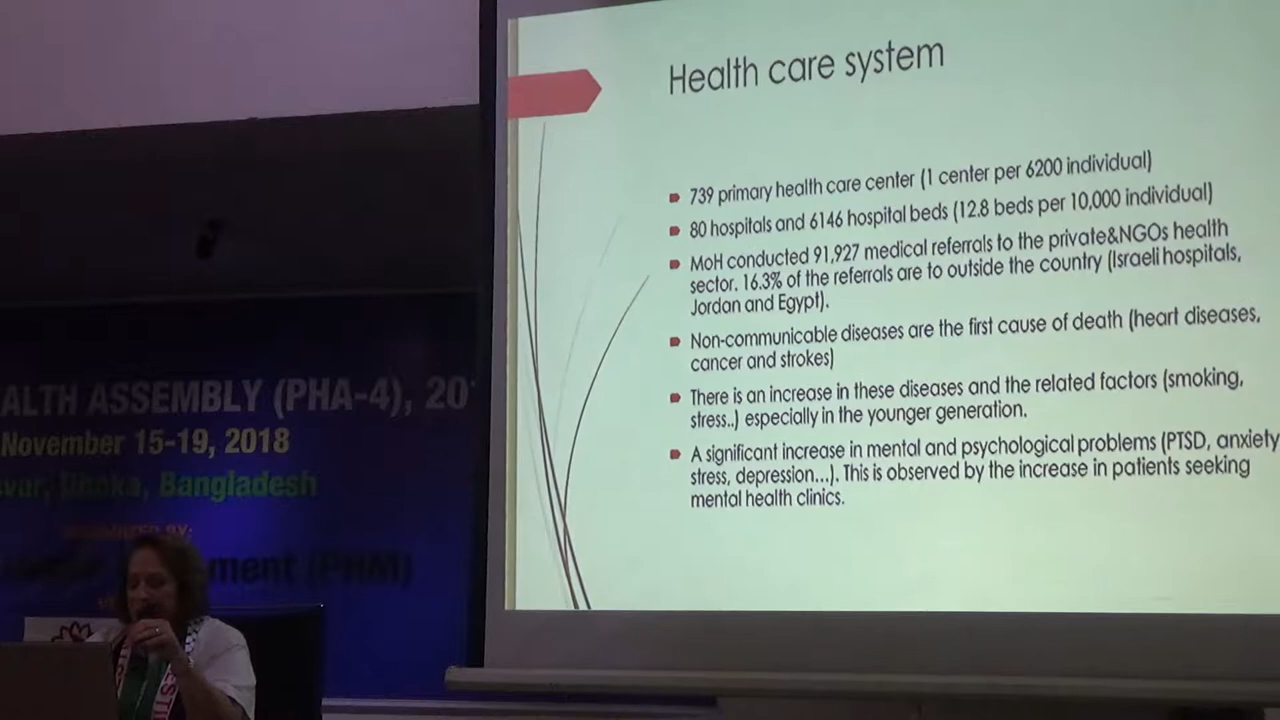 Health care system
739 primary health care center (1 center per 6200 individual)
80 hospitals and 6146 hospital beds (12.8 beds per 10,000 individual)
MoH conducted 91,927 medical referrals to the private&NGOs health
sector. 16.3% of the referrals are to outside the country (Israeli hospitals,
Jordan and Egypt).
Non-communicable diseases are the first cause of death (heart diseases,
cancer and strokes)
There is an increase in these diseases and the related factors (smoking,
stress..) especially in the younger generation.
A significant increase in mental and psychological problems (PTSD, anxiety
stress, depression...). This is observed by the increase in patients seeking
mental health clinics.
ALTH ASSEMBLY (PHA-4), 20
November 15-19, 2018
Dhaka, Bangladesh
ment (PHM)